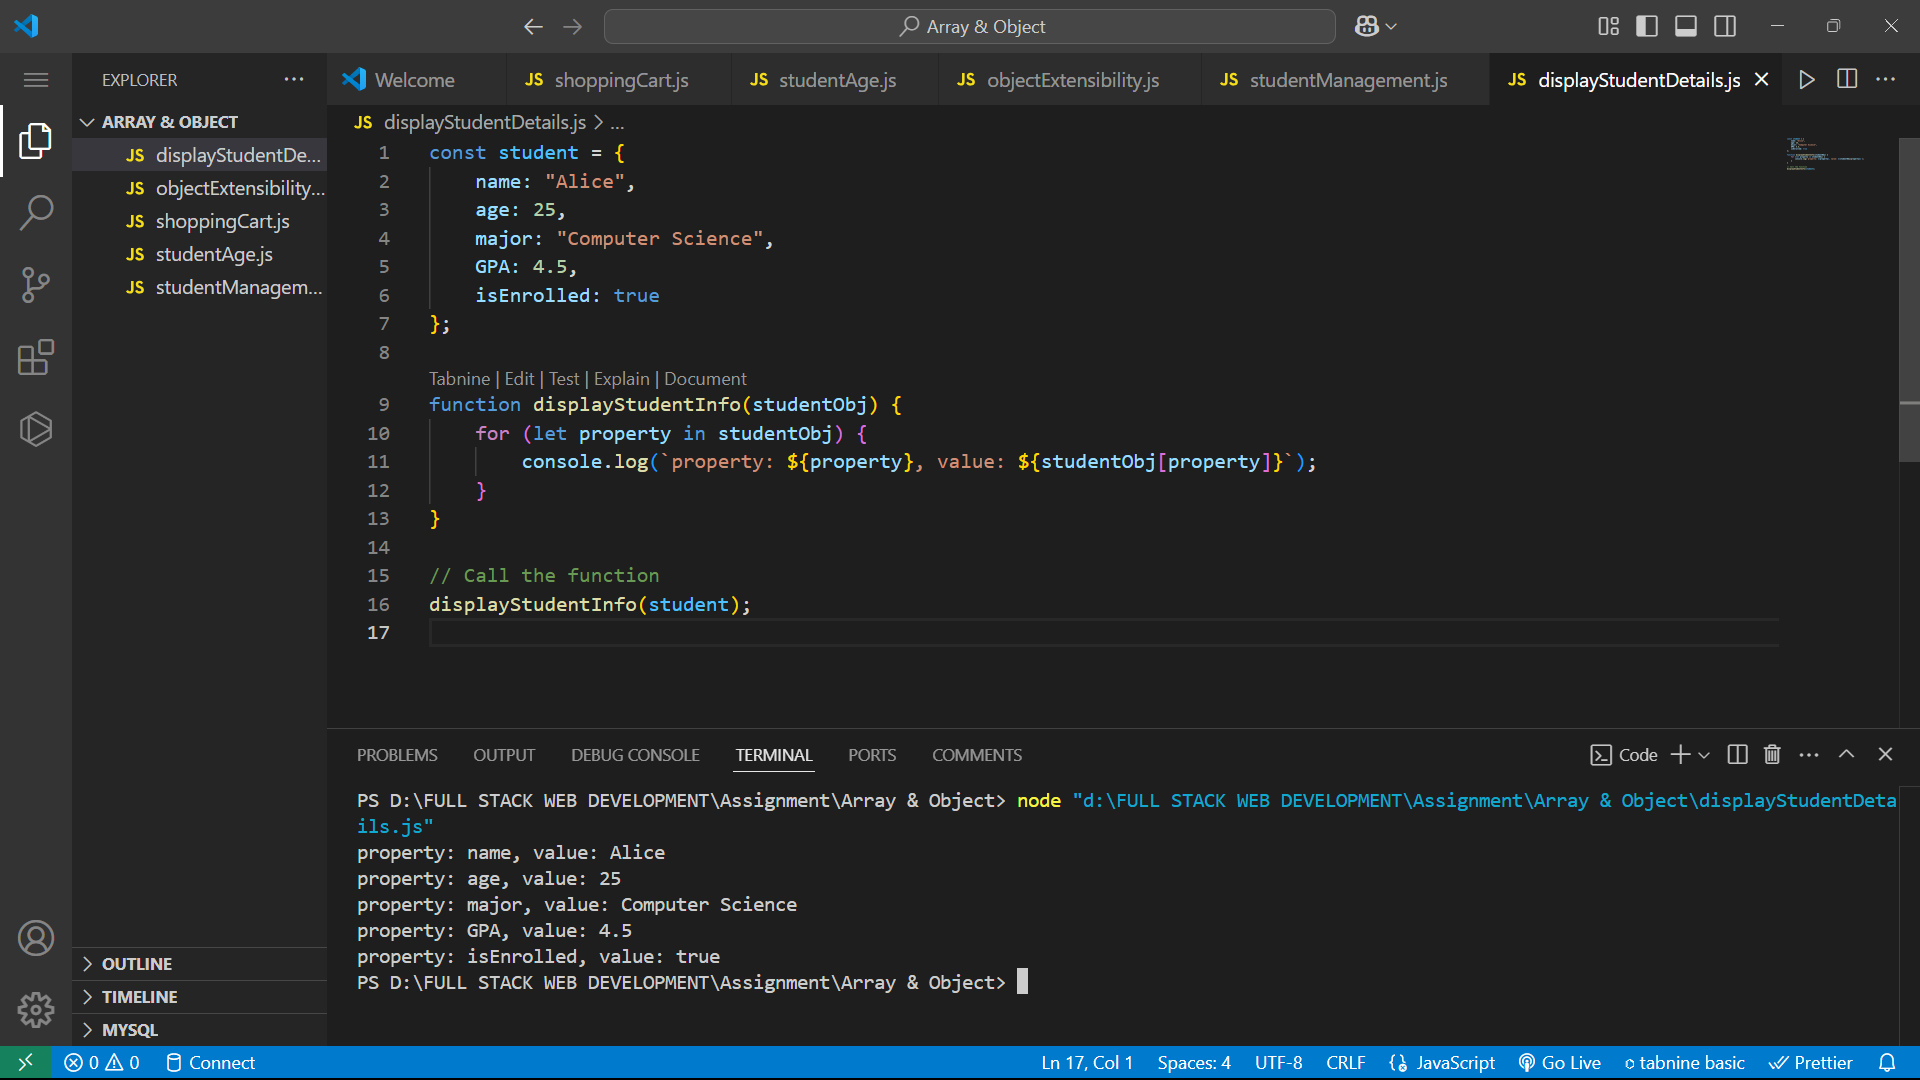 Array & Object
EXPLORER
ARRAY & OBJECT
JS displayStudentDe...
JS objectExtensibility...
JS shoppingCart.js
JS studentAge.js
JS studentManagem...
OUTLINE
TIMELINE
MYSQL
Welcome
JS shoppingCart.js
JS studentAge.js
JS objectExtensibility.js
JS studentManagement.js
JS displayStudentDetails.js
JS displayStudentDetails.js > ...
1 const student = {
2     name: "Alice",
3     age: 25,
4     major: "Computer Science",
5     GPA: 4.5,
6     isEnrolled: true
7 };
8
Tabnine | Edit | Test | Explain | Document
9 function displayStudentInfo(studentObj) {
10     for (let property in studentObj) {
11         console.log(`property: ${property}, value: ${studentObj[property]}`);
12     }
13 }
14
15 // Call the function
16 displayStudentInfo(student);
17
PROBLEMS OUTPUT DEBUG CONSOLE TERMINAL PORTS COMMENTS
Code
PS D:\FULL STACK WEB DEVELOPMENT\Assignment\Array & Object> node "d:\FULL STACK WEB DEVELOPMENT\Assignment\Array & Object\displayStudentDeta
ils.js"
property: name, value: Alice
property: age, value: 25
property: major, value: Computer Science
property: GPA, value: 4.5
property: isEnrolled, value: true
PS D:\FULL STACK WEB DEVELOPMENT\Assignment\Array & Object>
0 0 Connect
Ln 17, Col 1 Spaces: 4 UTF-8 CRLF {} JavaScript Go Live tabnine basic Prettier